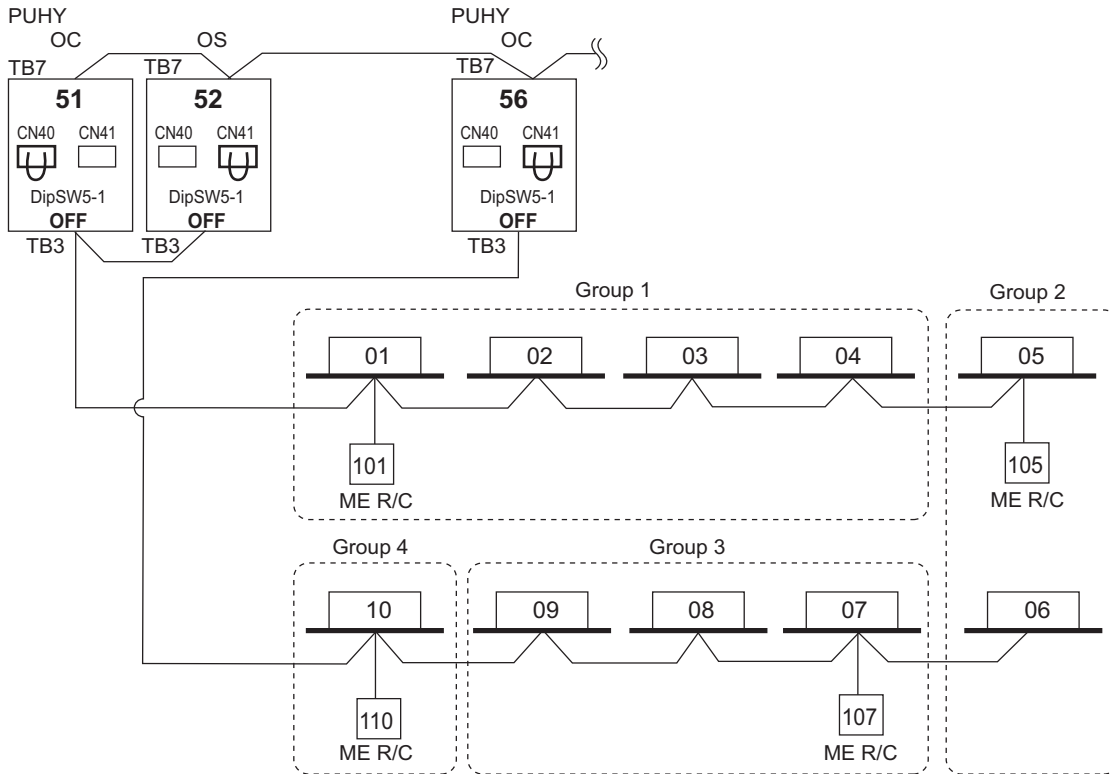 PUHY PUHY
OC OS OC
TB7 TB7 TB7
51 52 56
CN40 CN41 CN40 CN41 CN40 CN41
DipSW5-1 DipSW5-1 DipSW5-1
OFF OFF OFF
TB3 TB3 TB3
Group 1 Group 2
01 02 03 04 05
101 105
ME R/C ME R/C
Group 4 Group 3
10 09 08 07 06
110 107
ME R/C ME R/C